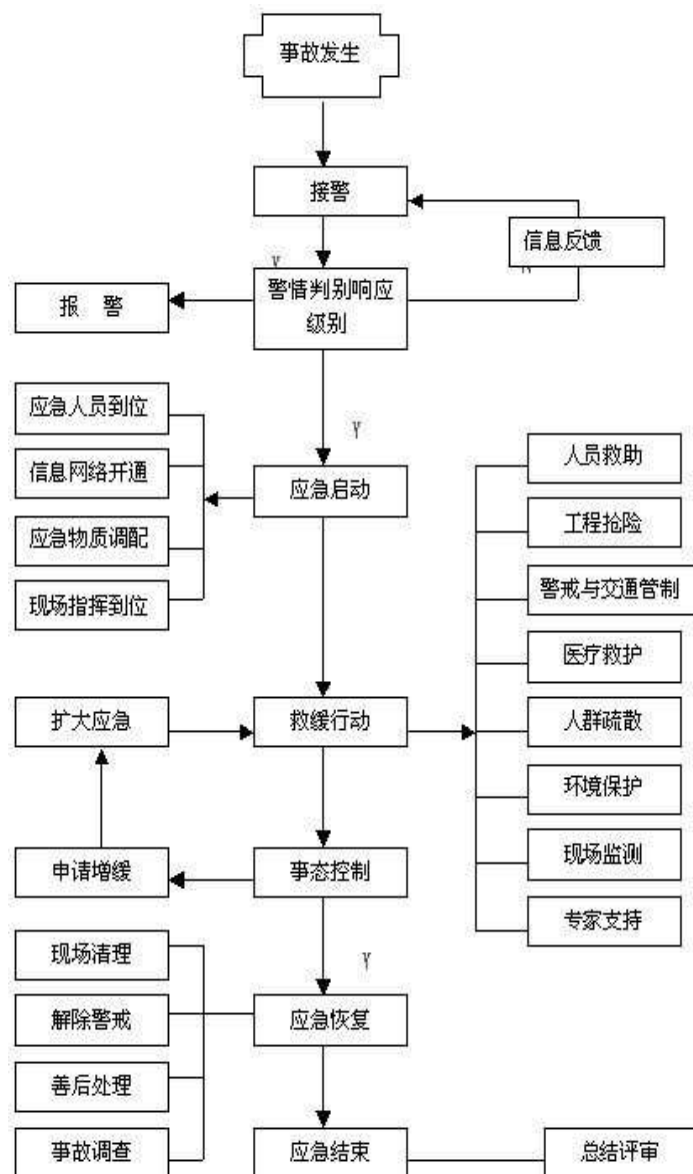 事故发生
接警
信息反馈
Y
报 警
警情判别响应
级别
应急人员到位
Y
信息网络开通
应急启动
人员救助
应急物质调配
工程抢险
现场指挥到位
警戒与交通管制
医疗救护
扩大应急
救缓行动
人群疏散
环境保护
申请增缓
事态控制
现场监测
专家支持
现场清理
Y
解除警戒
应急恢复
善后处理
事故调查
应急结束
总结评审